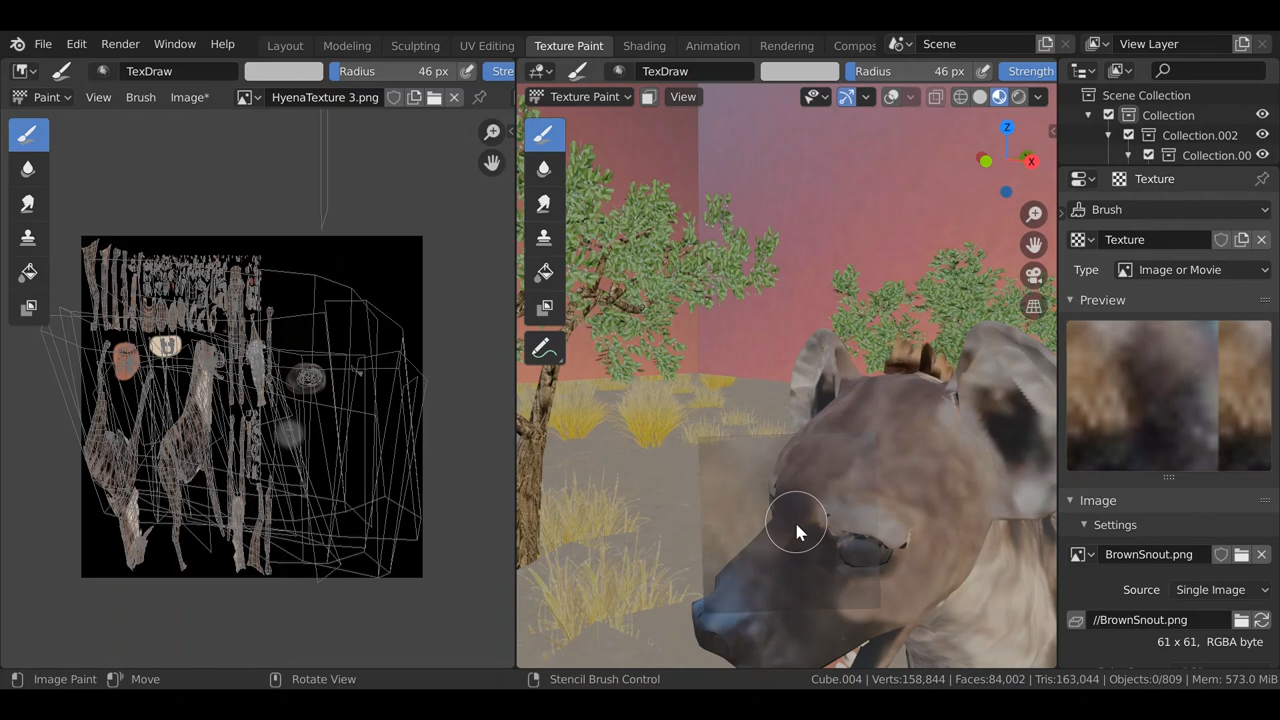 File Edit Render Window Help Layout Modeling Sculpting UV Editing Texture Paint Shading Animation Rendering Compos Scene View Layer
TexDraw Radius 46 px Stre TexDraw Radius 46 px Strength
Paint View Brush Image* HyenaTexture 3.png Texture Paint View
Scene Collection
Collection
Collection.002
Collection.00
Z
X
Texture
Brush
Texture
Type Image or Movie
Preview
Image
Settings
BrownSnout.png
Source Single Image
//BrownSnout.png
61 x 61, RGBA byte
Image Paint Move Rotate View Stencil Brush Control Cube.004 | Verts:158,844 | Faces:84,002 | Tris:163,044 | Objects:0/809 | Mem: 573.0 MiB